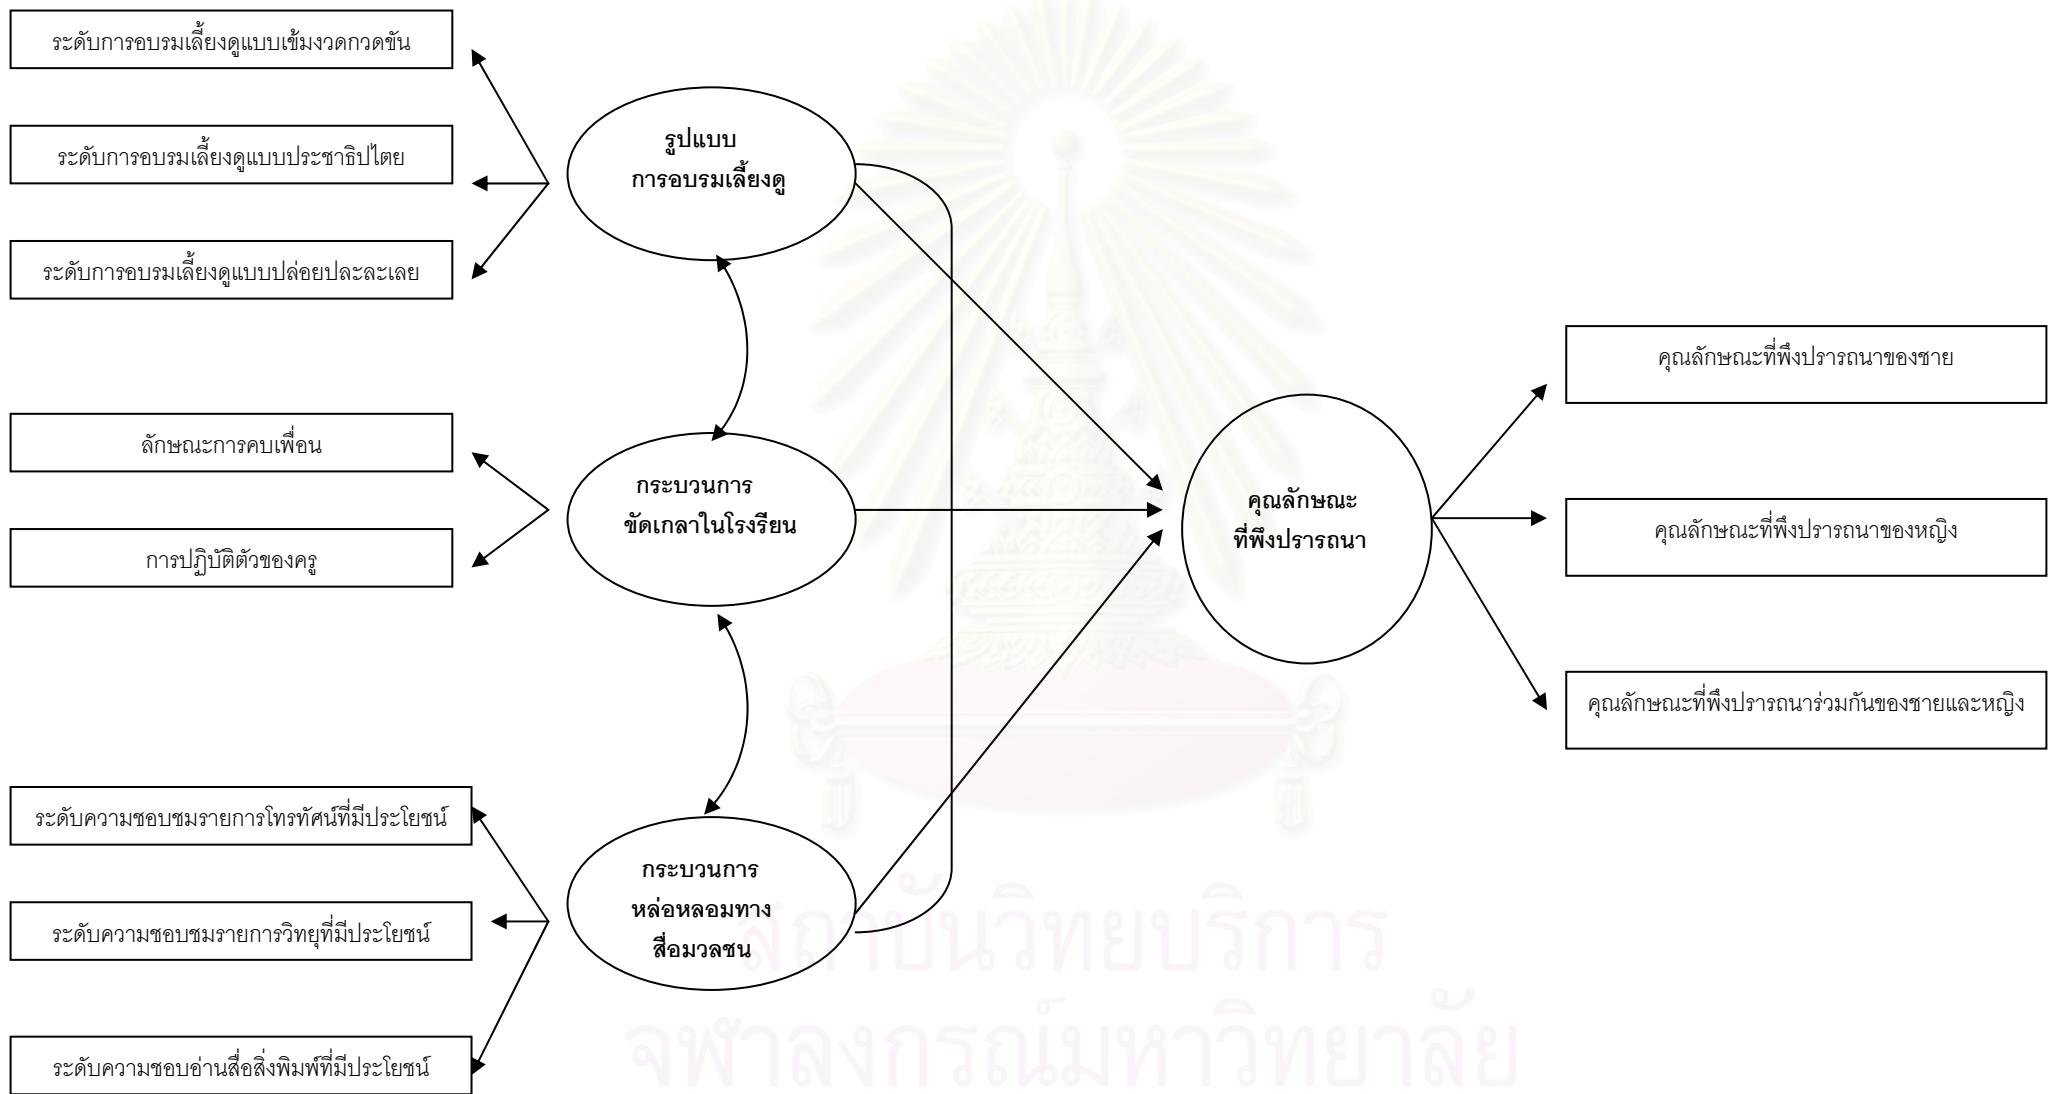 ระดับการอบรมเลี้ยงดูแบบเข้มงวดกวดขัน
ระดับการอบรมเลี้ยงดูแบบประชาธิปไตย
ระดับการอบรมเลี้ยงดูแบบปล่อยปละละเลย
รูปแบบ
การอบรมเลี้ยงดู
ลักษณะการคบเพื่อน
การปฏิบัติตัวของครู
กระบวนการ
ขัดเกลาในโรงเรียน
ระดับความชอบชมรายการโทรทัศน์ที่มีประโยชน์
ระดับความชอบชมรายการวิทยุที่มีประโยชน์
ระดับความชอบอ่านสื่อสิ่งพิมพ์ที่มีประโยชน์
กระบวนการ
หล่อหลอมทาง
สื่อมวลชน
คุณลักษณะ
ที่พึงปรารถนา
คุณลักษณะที่พึงปรารถนาของชาย
คุณลักษณะที่พึงปรารถนาของหญิง
คุณลักษณะที่พึงปรารถนาร่วมกันของชายและหญิง
สถาบันวิทยบริการ
จุฬาลงกรณ์มหาวิทยาลัย